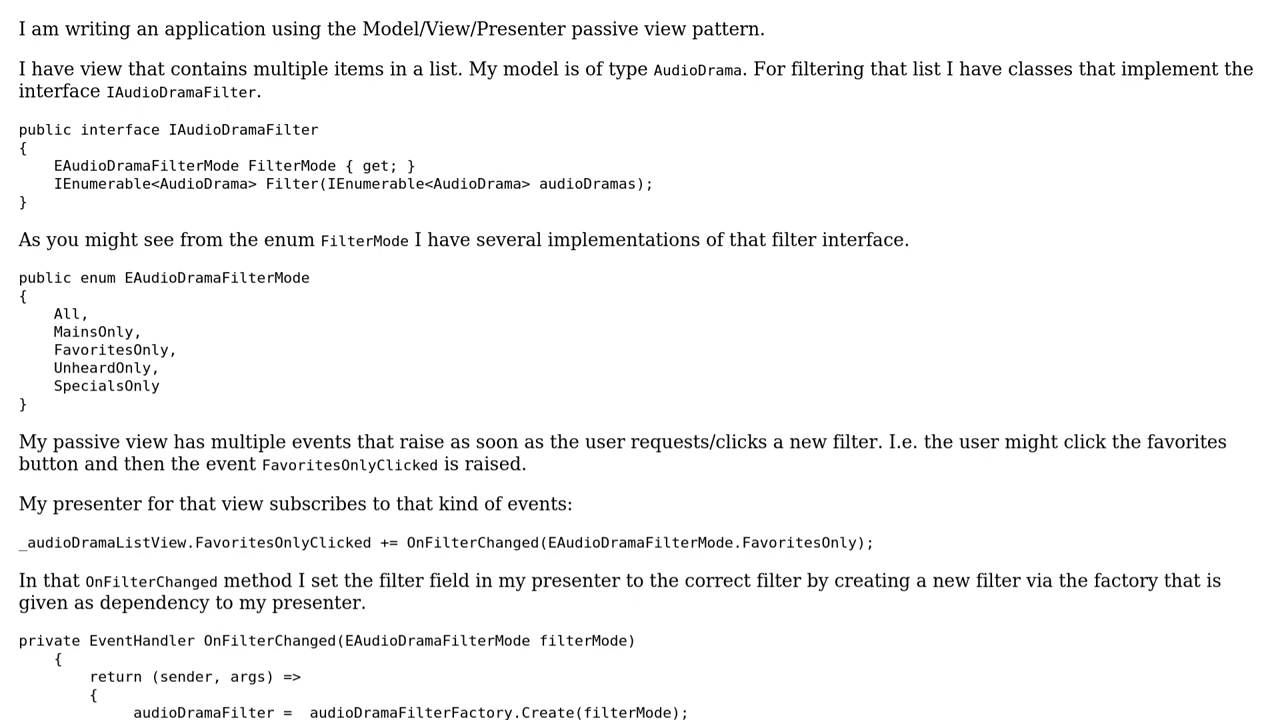 I am writing an application using the Model/View/Presenter passive view pattern.
I have view that contains multiple items in a list. My model is of type AudioDrama. For filtering that list I have classes that implement the
interface IAudioDramaFilter.
public interface IAudioDramaFilter
{
    EAudioDramaFilterMode FilterMode { get; }
    IEnumerable<AudioDrama> Filter(IEnumerable<AudioDrama> audioDramas);
}
As you might see from the enum FilterMode I have several implementations of that filter interface.
public enum EAudioDramaFilterMode
{
    All,
    MainsOnly,
    FavoritesOnly,
    UnheardOnly,
    SpecialsOnly
}
My passive view has multiple events that raise as soon as the user requests/clicks a new filter. I.e. the user might click the favorites
button and then the event FavoritesOnlyClicked is raised.
My presenter for that view subscribes to that kind of events:
_audioDramaListView.FavoritesOnlyClicked += OnFilterChanged(EAudioDramaFilterMode.FavoritesOnly);
In that OnFilterChanged method I set the filter field in my presenter to the correct filter by creating a new filter via the factory that is
given as dependency to my presenter.
private EventHandler OnFilterChanged(EAudioDramaFilterMode filterMode)
    {
        return (sender, args) =>
        {
             audioDramaFilter =  audioDramaFilterFactory.Create(filterMode);